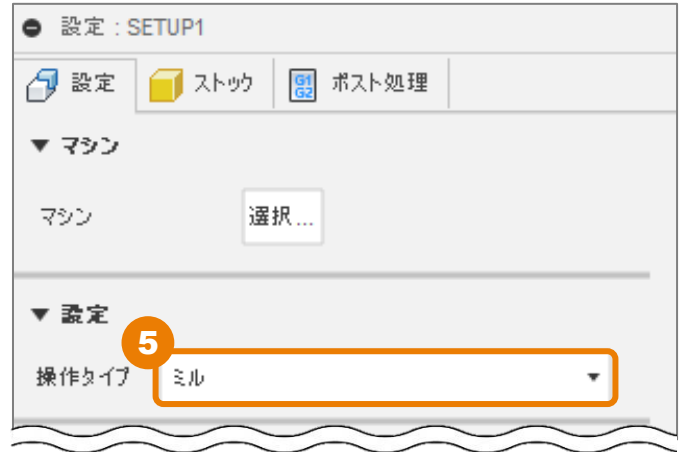 設定 : SETUP1
設定 ストック G1 G2 ポスト処理
▼ マシン
マシン 選択...
▼ 設定
5
操作タイプ ミル